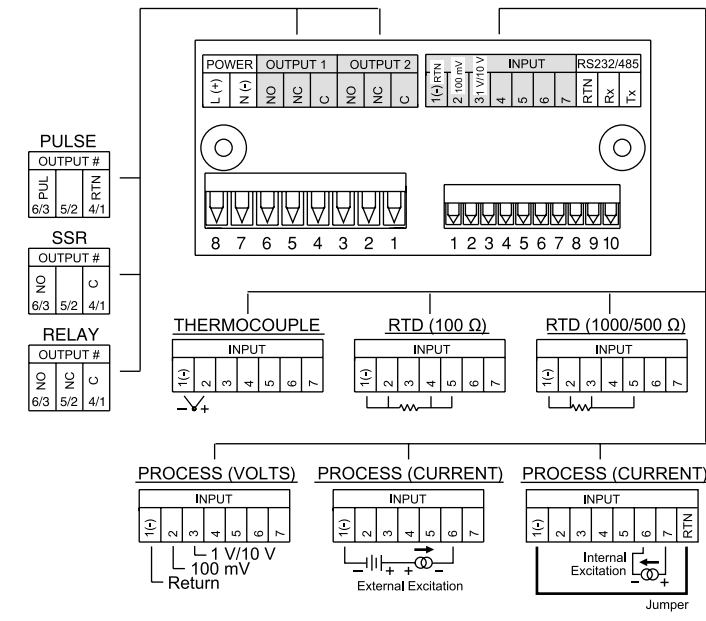 POWER OUTPUT 1 OUTPUT 2 INPUT RS232/485
L (+) N (-) NO NC C NO NC C 1(-) RTN 2 100 mV 3 1 V/10 V 4 5 6 7 RTN Rx Tx
8 7 6 5 4 3 2 1 1 2 3 4 5 6 7 8 9 10
PULSE
OUTPUT #
PUL RTN
6/3 5/2 4/1
SSR
OUTPUT #
NO C
6/3 5/2 4/1
RELAY
OUTPUT #
NO NC C
6/3 5/2 4/1
THERMOCOUPLE
INPUT
1(-) 2 3 4 5 6 7
- +
RTD (100 Ω)
INPUT
1(-) 2 3 4 5 6 7
RTD (1000/500 Ω)
INPUT
1(-) 2 3 4 5 6 7
PROCESS (VOLTS)
INPUT
1(-) 2 3 4 5 6 7
1 V/10 V
100 mV
Return
PROCESS (CURRENT)
INPUT
1(-) 2 3 4 5 6 7
- + + -
External Excitation
PROCESS (CURRENT)
INPUT
1(-) 2 3 4 5 6 7 RTN
Internal
Excitation
- +
Jumper